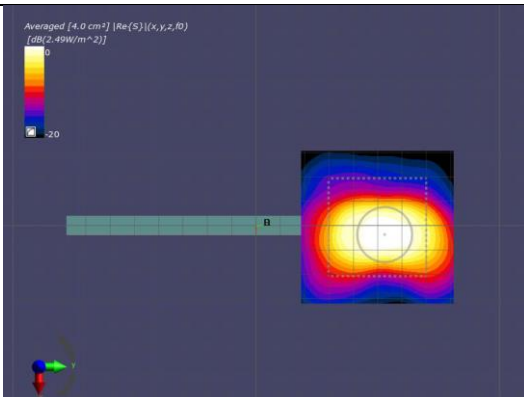 Averaged [4.0 cm²] |Re{S}|(x,y,z,f0)
[dB(2.49W/m^2)]
0
-20
Y